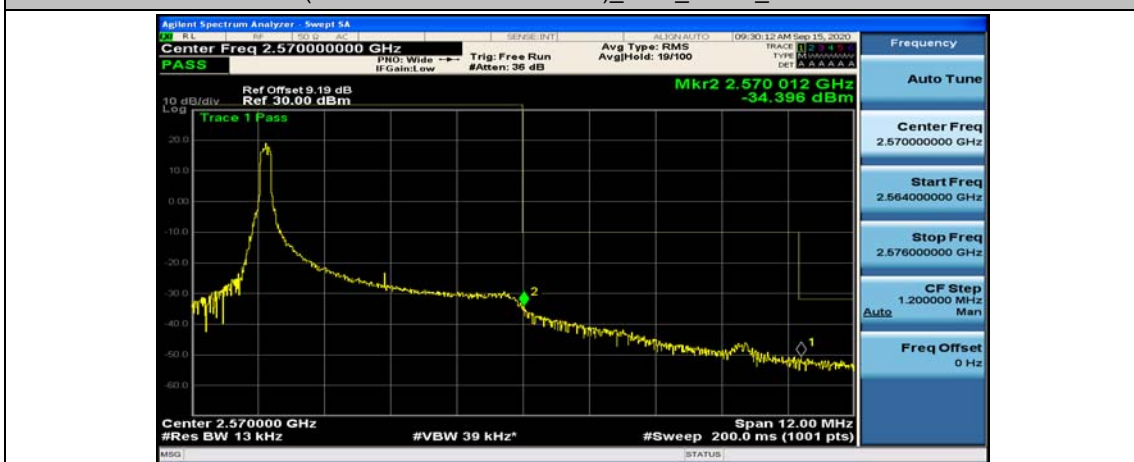 Agilent Spectrum Analyzer - Swept SA
RL RF 50 Ω AC SENSE:INT ALIGN AUTO 09:30:12 AM Sep 15, 2020
Center Freq 2.570000000 GHz
PASS
PNO: Wide
IFGain:Low
Trig: Free Run
#Atten: 36 dB
Avg Type: RMS
Avg|Hold: 19/100
TRACE 1 2 3 4 5 6
TYPE M
DET A A A A A A
Frequency
Mkr2 2.570 012 GHz
-34.396 dBm
Ref Offset 9.19 dB
10 dB/div Ref 30.00 dBm
Log
Trace 1 Pass
20.0
10.0
0.00
-10.0
-20.0
-30.0
-40.0
-50.0
-60.0
2
1
Center 2.570000 GHz
Span 12.00 MHz
#Res BW 13 kHz
#VBW 39 kHz*
#Sweep 200.0 ms (1001 pts)
MSG
STATUS
Auto Tune
Center Freq
2.570000000 GHz
Start Freq
2.564000000 GHz
Stop Freq
2.576000000 GHz
CF Step
1.200000 MHz
Auto Man
Freq Offset
0 Hz